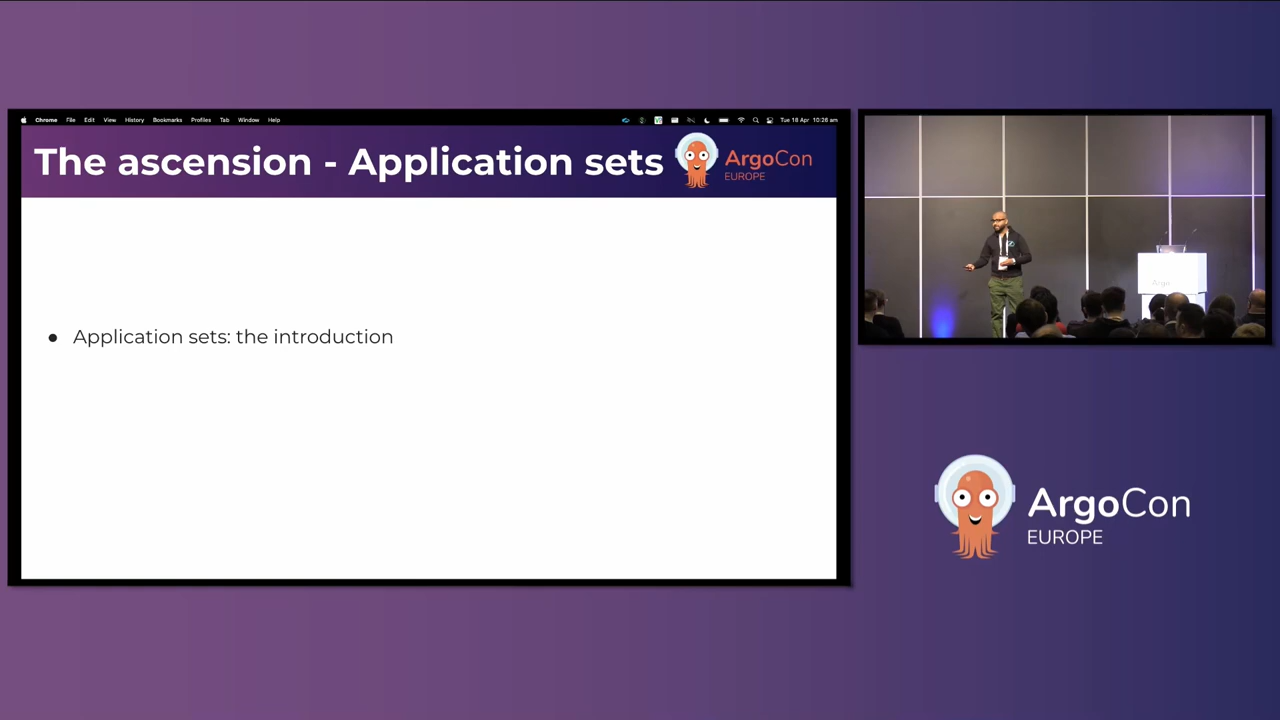 Chrome File Edit View History Bookmarks Profiles Tab Window Help
Tue 18 Apr 10:26 am
The ascension - Application sets
ArgoCon
EUROPE
● Application sets: the introduction
Argo
ArgoCon
EUROPE